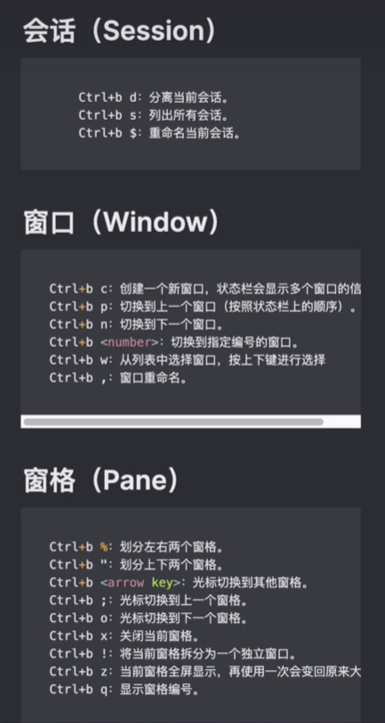 会话（Session）
Ctrl+b d：分离当前会话。
Ctrl+b s：列出所有会话。
Ctrl+b $：重命名当前会话。
窗口（Window）
Ctrl+b c：创建一个新窗口，状态栏会显示多个窗口的信
Ctrl+b p：切换到上一个窗口（按照状态栏上的顺序）。
Ctrl+b n：切换到下一个窗口。
Ctrl+b <number>：切换到指定编号的窗口。
Ctrl+b w：从列表中选择窗口，按上下键进行选择
Ctrl+b ,：窗口重命名。
窗格（Pane）
Ctrl+b %：划分左右两个窗格。
Ctrl+b "：划分上下两个窗格。
Ctrl+b <arrow key>：光标切换到其他窗格。
Ctrl+b ;：光标切换到上一个窗格。
Ctrl+b o：光标切换到下一个窗格。
Ctrl+b x：关闭当前窗格。
Ctrl+b !：将当前窗格拆分为一个独立窗口。
Ctrl+b z：当前窗格全屏显示，再使用一次会变回原来大
Ctrl+b q：显示窗格编号。